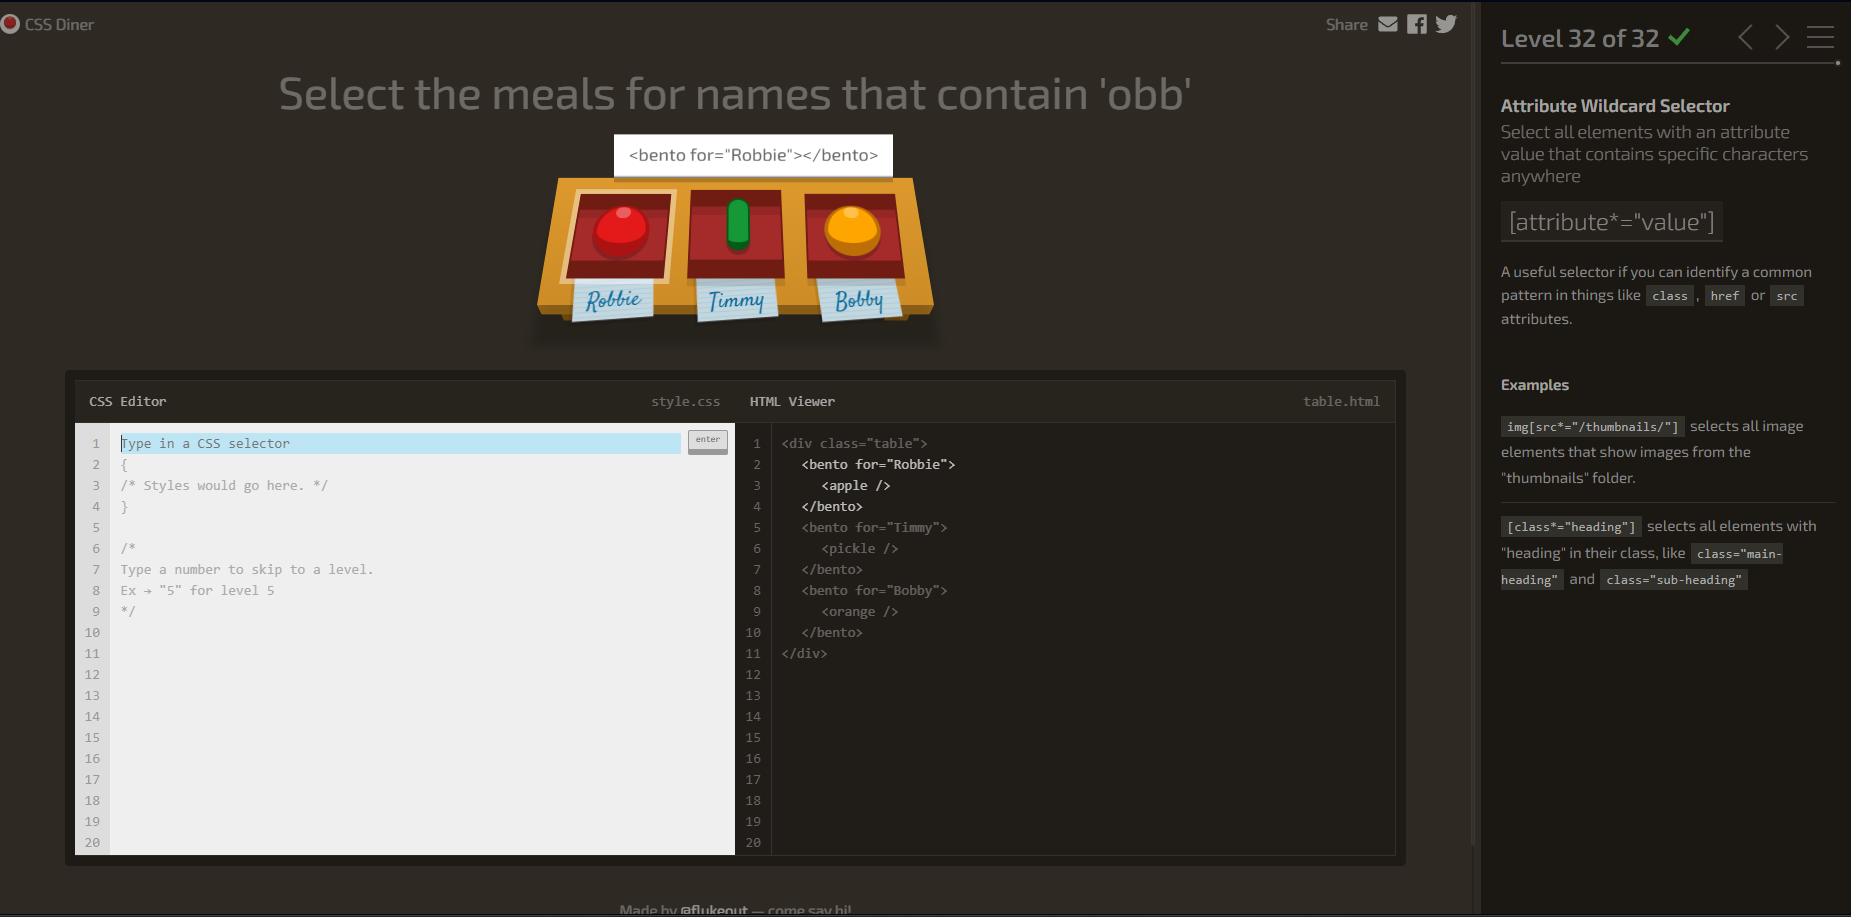 CSS Diner
Share
Select the meals for names that contain 'obb'
<bento for="Robbie"></bento>
Robbie
Timmy
Bobby
CSS Editor
style.css
1 Type in a CSS selector
enter
2 {
3 /* Styles would go here. */
4 }
5
6 /*
7 Type a number to skip to a level.
8 Ex → "5" for level 5
9 */
10
11
12
13
14
15
16
17
18
19
20
HTML Viewer
table.html
1 <div class="table">
2 <bento for="Robbie">
3 <apple />
4 </bento>
5 <bento for="Timmy">
6 <pickle />
7 </bento>
8 <bento for="Bobby">
9 <orange />
10 </bento>
11 </div>
12
13
14
15
16
17
18
19
20
Made by @flukeout — come say hi!
Level 32 of 32
Attribute Wildcard Selector
Select all elements with an attribute
value that contains specific characters
anywhere
[attribute*="value"]
A useful selector if you can identify a common
pattern in things like class , href or src
attributes.
Examples
img[src*="/thumbnails/"] selects all image
elements that show images from the
"thumbnails" folder.
[class*="heading"] selects all elements with
"heading" in their class, like class="main-
heading" and class="sub-heading"